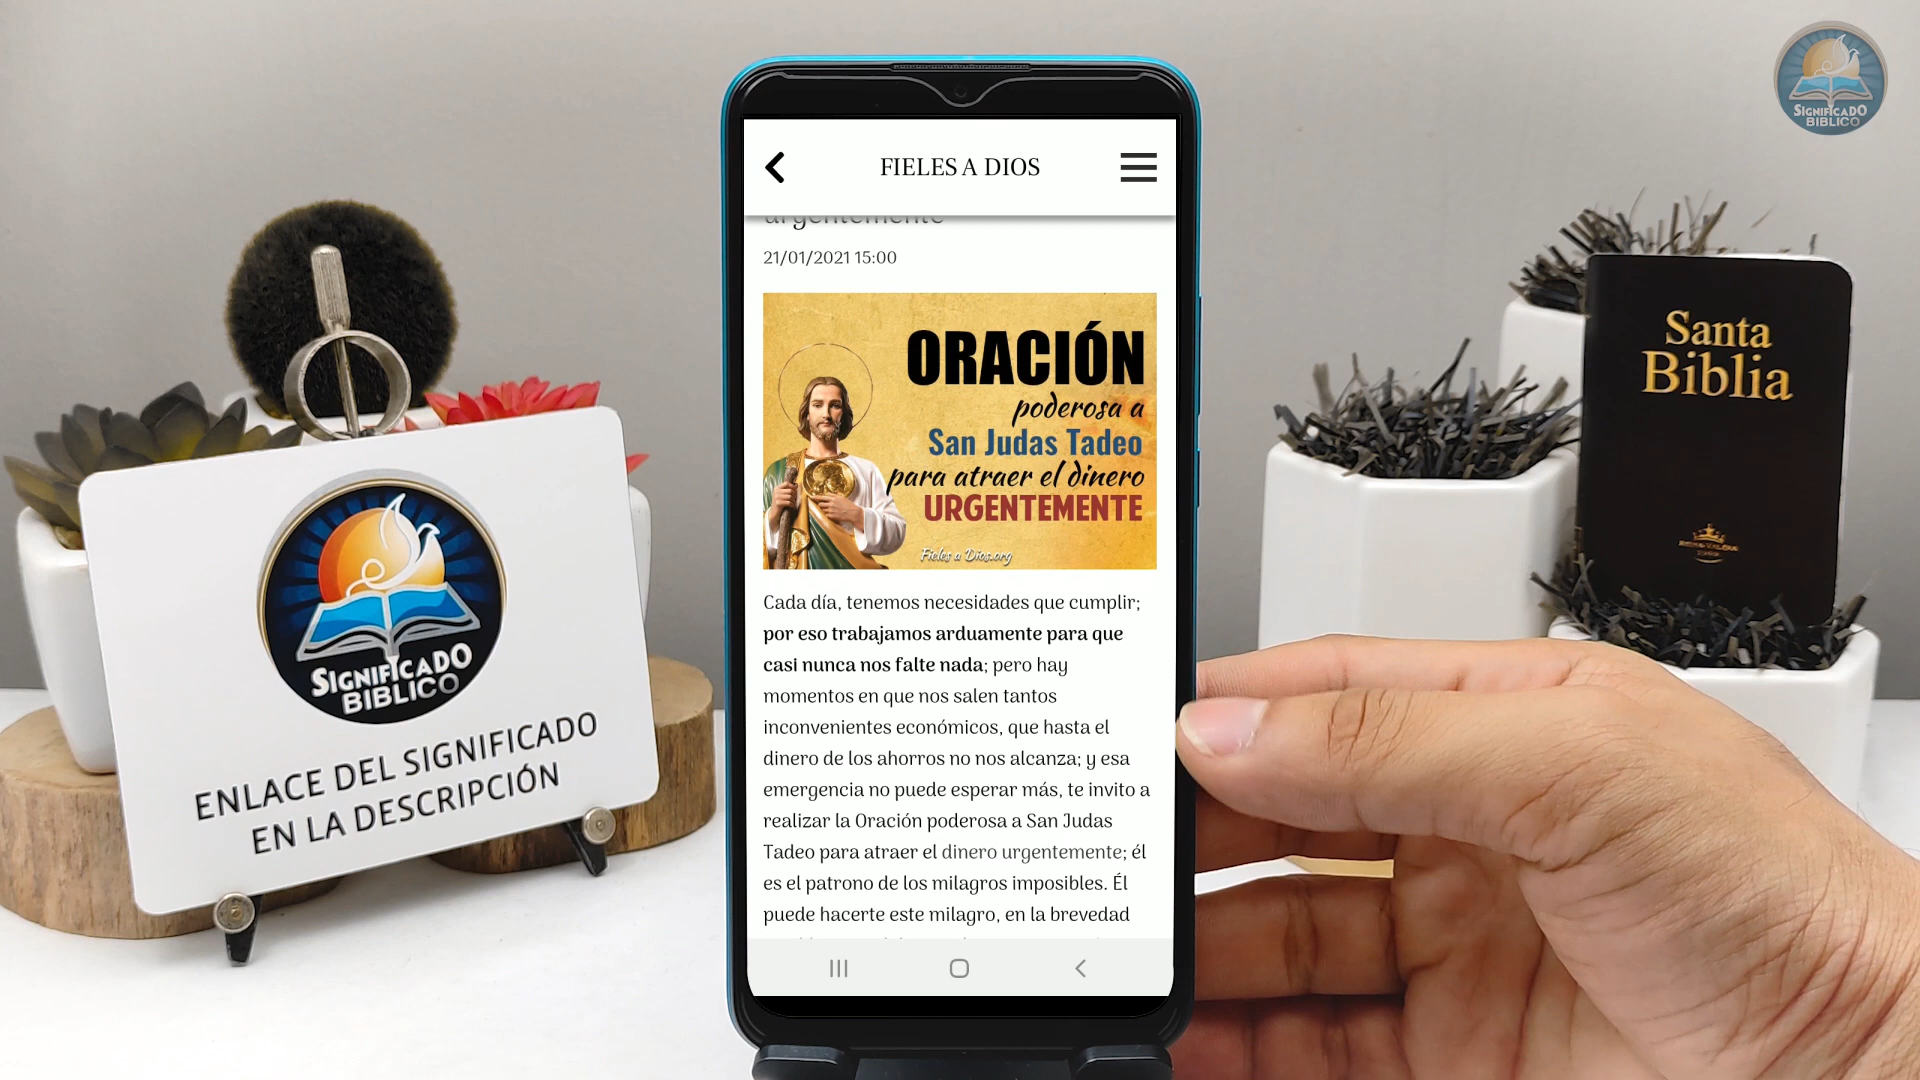 SIGNIFICADO
BIBLICO
FIELES A DIOS
urgentemente
21/01/2021 15:00
ORACIÓN
poderosa a
San Judas Tadeo
para atraer el dinero
URGENTEMENTE
Fieles a Dios.org
Cada día, tenemos necesidades que cumplir;
por eso trabajamos arduamente para que
casi nunca nos falte nada; pero hay
momentos en que nos salen tantos
inconvenientes económicos, que hasta el
dinero de los ahorros no nos alcanza; y esa
emergencia no puede esperar más, te invito a
realizar la Oración poderosa a San Judas
Tadeo para atraer el dinero urgentemente; él
es el patrono de los milagros imposibles. Él
puede hacerte este milagro, en la brevedad
SIGNIFICADO
BIBLICO
ENLACE DEL SIGNIFICADO
EN LA DESCRIPCIÓN
Santa
Biblia
REINA-VALERA